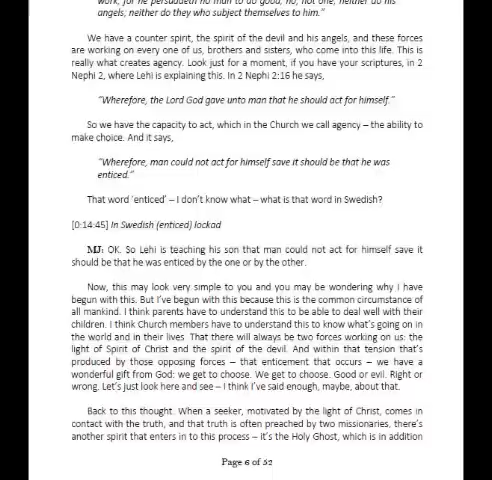 work, for he persuadeth no man to do good, no, not one; neither do his
angels; neither do they who subject themselves to him."
We have a counter spirit, the spirit of the devil and his angels, and these forces
are working on every one of us, brothers and sisters, who come into this life. This is
really what creates agency. Look just for a moment, if you have your scriptures, in 2
Nephi 2, where Lehi is explaining this. In 2 Nephi 2:16 he says,
"Wherefore, the Lord God gave unto man that he should act for himself."
So we have the capacity to act, which in the Church we call agency – the ability to
make choice. And it says,
"Wherefore, man could not act for himself save it should be that he was
enticed."
That word 'enticed' – I don't know what – what is that word in Swedish?
[0:14:45] In Swedish (enticed) lockad
MJ: OK. So Lehi is teaching his son that man could not act for himself save it
should be that he was enticed by the one or by the other.
Now, this may look very simple to you and you may be wondering why I have
begun with this. But I've begun with this because this is the common circumstance of
all mankind. I think parents have to understand this to be able to deal well with their
children. I think Church members have to understand this to know what's going on in
the world and in their lives. That there will always be two forces working on us: the
light of Spirit of Christ and the spirit of the devil. And within that tension that's
produced by those opposing forces – that enticement that occurs – we have a
wonderful gift from God: we get to choose. We get to choose. Good or evil. Right or
wrong. Let's just look here and see – I think I've said enough, maybe, about that.
Back to this thought. When a seeker, motivated by the light of Christ, comes in
contact with the truth, and that truth is often preached by two missionaries, there's
another spirit that enters in to this process – it's the Holy Ghost, which is in addition
Page 6 of 52